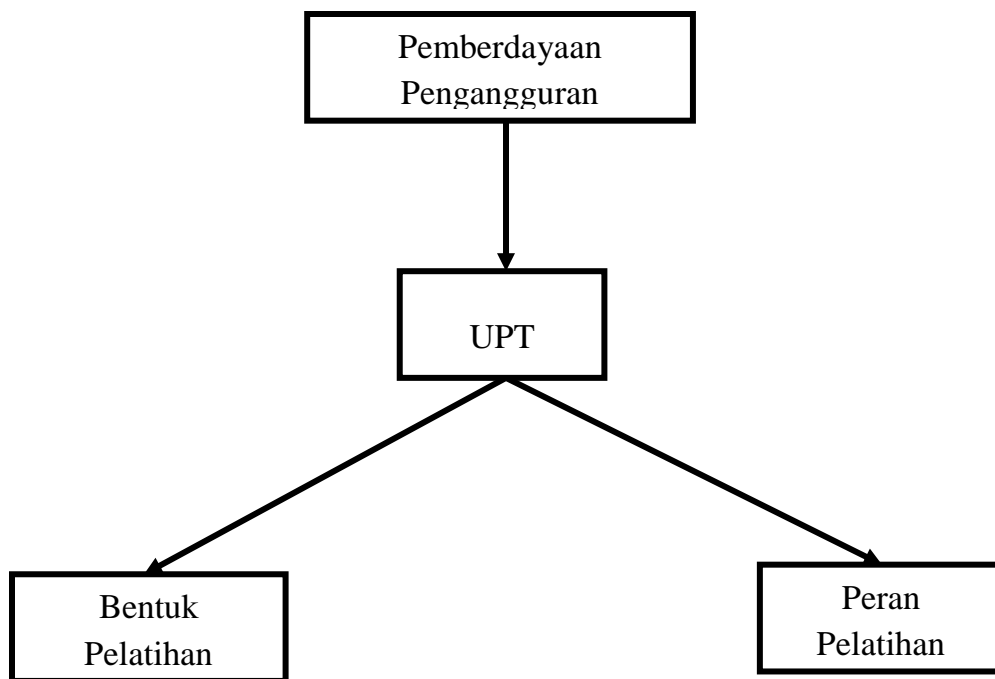 Pemberdayaan
Pengangguran
UPT
Bentuk
Pelatihan
Peran
Pelatihan